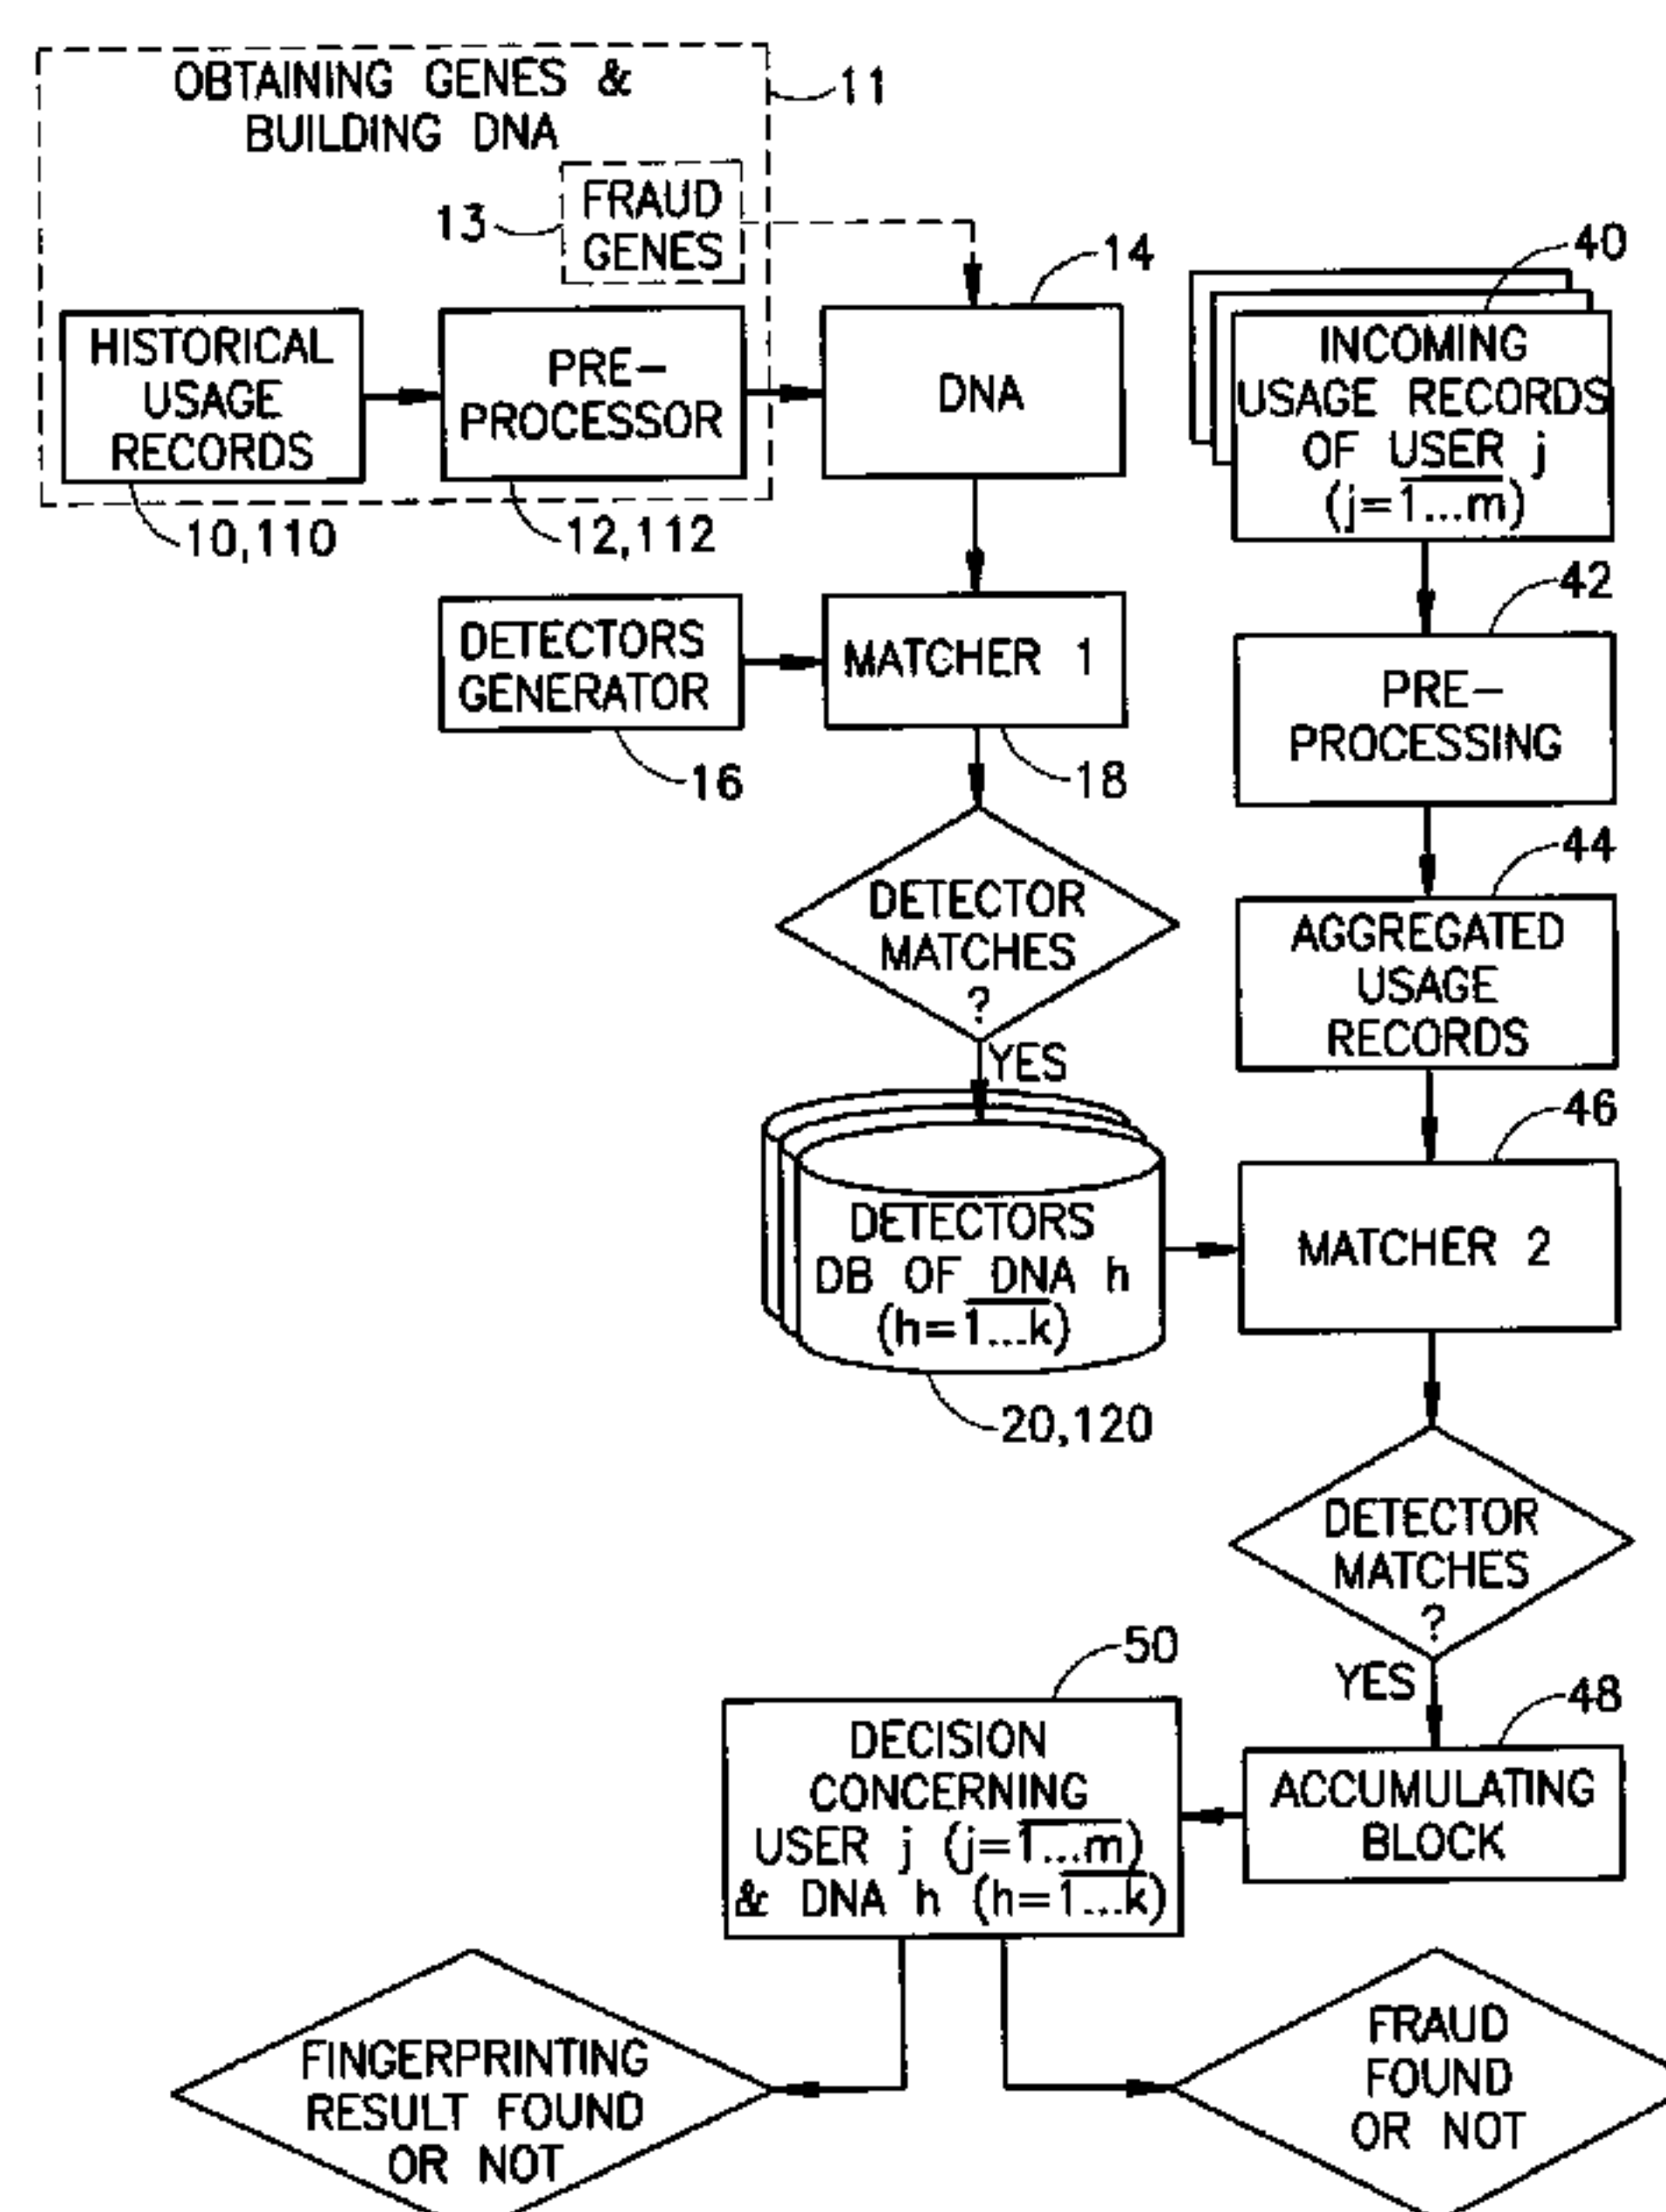 OBTAINING GENES &
BUILDING DNA
11
FRAUD
GENES
13
HISTORICAL
USAGE
RECORDS
10,110
PRE-
PROCESSOR
12,112
DNA
14
DETECTORS
GENERATOR
16
MATCHER 1
18
DETECTOR
MATCHES
?
YES
DETECTORS
DB OF DNA h
(h=1...k)
20,120
INCOMING
USAGE RECORDS
OF USER j
(j=1...m)
40
PRE-
PROCESSING
42
AGGREGATED
USAGE
RECORDS
44
MATCHER 2
46
DETECTOR
MATCHES
?
YES
ACCUMULATING
BLOCK
48
DECISION
CONCERNING
USER j (j=1...m)
& DNA h (h=1...k)
50
FINGERPRINTING
RESULT FOUND
OR NOT
FRAUD
FOUND
OR NOT